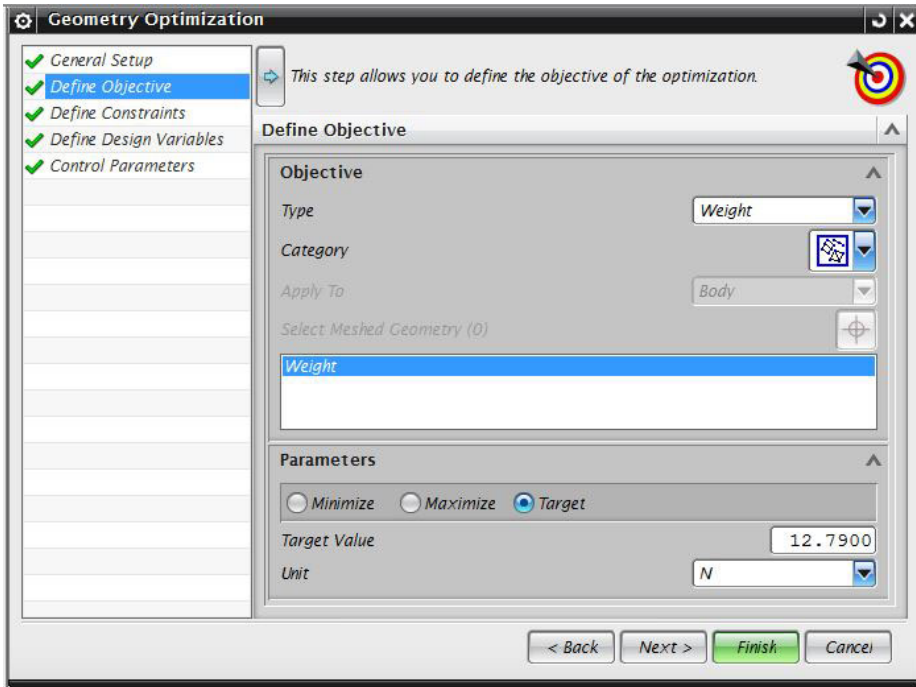 Geometry Optimization
General Setup
Define Objective
Define Constraints
Define Design Variables
Control Parameters
This step allows you to define the objective of the optimization.
Define Objective
Objective
Type Weight
Category
Apply To Body
Select Meshed Geometry (0)
Weight
Parameters
Minimize Maximize Target
Target Value 12.7900
Unit N
< Back Next > Finish Cancel